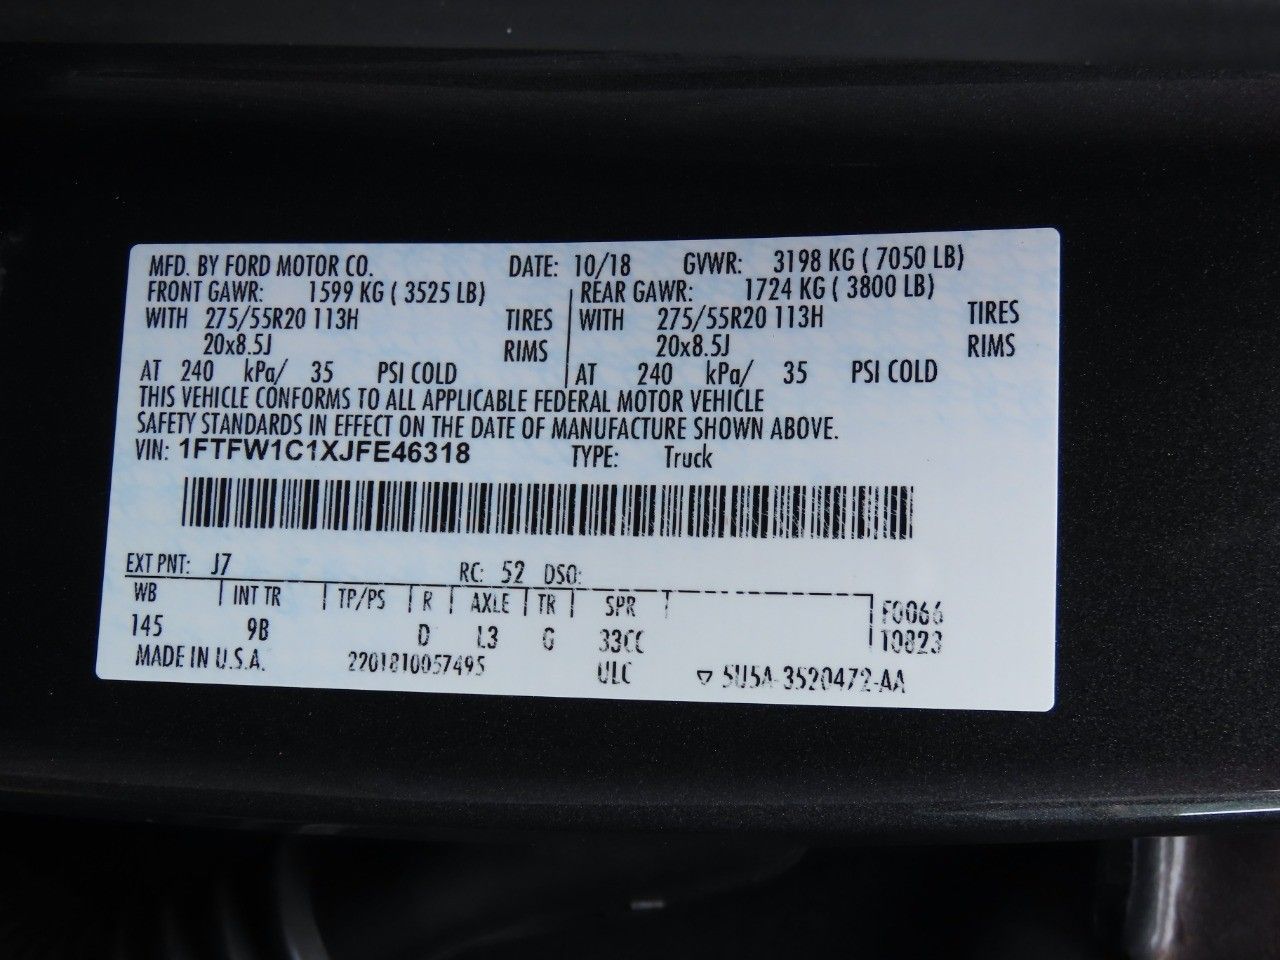 MFD. BY FORD MOTOR CO. DATE: 10/18 GVWR: 3198 KG ( 7050 LB)
FRONT GAWR: 1599 KG ( 3525 LB) REAR GAWR: 1724 KG ( 3800 LB)
WITH 275/55R20 113H TIRES WITH 275/55R20 113H TIRES
20x8.5J RIMS 20x8.5J RIMS
AT 240 kPa/ 35 PSI COLD AT 240 kPa/ 35 PSI COLD
THIS VEHICLE CONFORMS TO ALL APPLICABLE FEDERAL MOTOR VEHICLE
SAFETY STANDARDS IN EFFECT ON THE DATE OF MANUFACTURE SHOWN ABOVE.
VIN: 1FTFW1C1XJFE46318 TYPE: Truck
EXT PNT: J7 RC: 52 DSO:
WB INT TR TP/PS R AXLE TR SPR F0066
145 9B D L3 G 33CC 10823
MADE IN U.S.A. 2201810057495 ULC ▽ 5U5A-3520472-AA